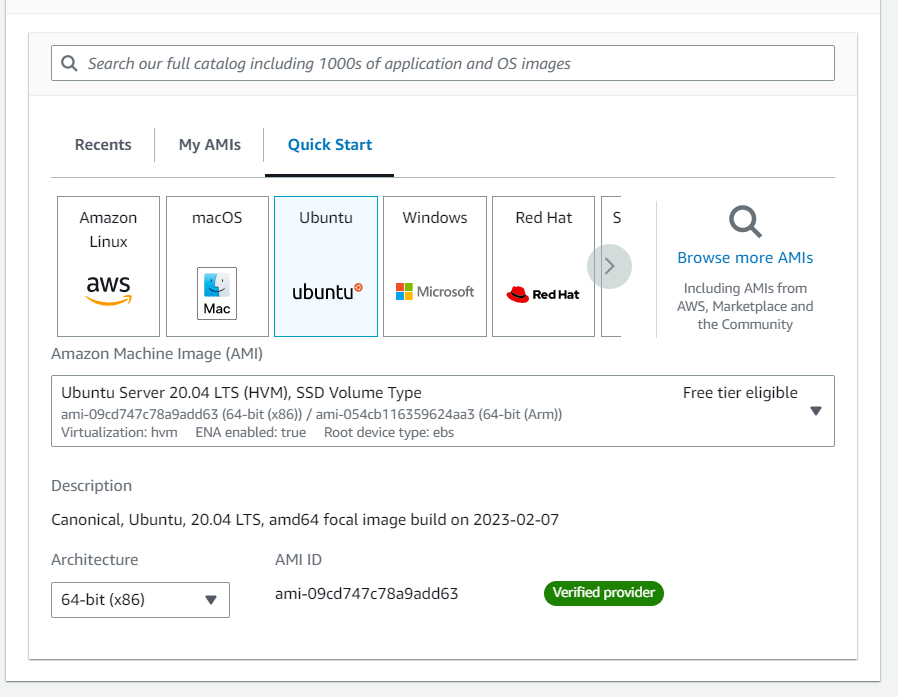 Search our full catalog including 1000s of application and OS images
Recents
My AMIs
Quick Start
Amazon
Linux
aws
macOS
Mac
Ubuntu
ubuntu
Windows
Microsoft
Red Hat
Red Hat
S
Browse more AMIs
Including AMIs from
AWS, Marketplace and
the Community
Amazon Machine Image (AMI)
Ubuntu Server 20.04 LTS (HVM), SSD Volume Type Free tier eligible
ami-09cd747c78a9add63 (64-bit (x86)) / ami-054cb116359624aa3 (64-bit (Arm))
Virtualization: hvm ENA enabled: true Root device type: ebs
Description
Canonical, Ubuntu, 20.04 LTS, amd64 focal image build on 2023-02-07
Architecture
AMI ID
64-bit (x86)
ami-09cd747c78a9add63
Verified provider